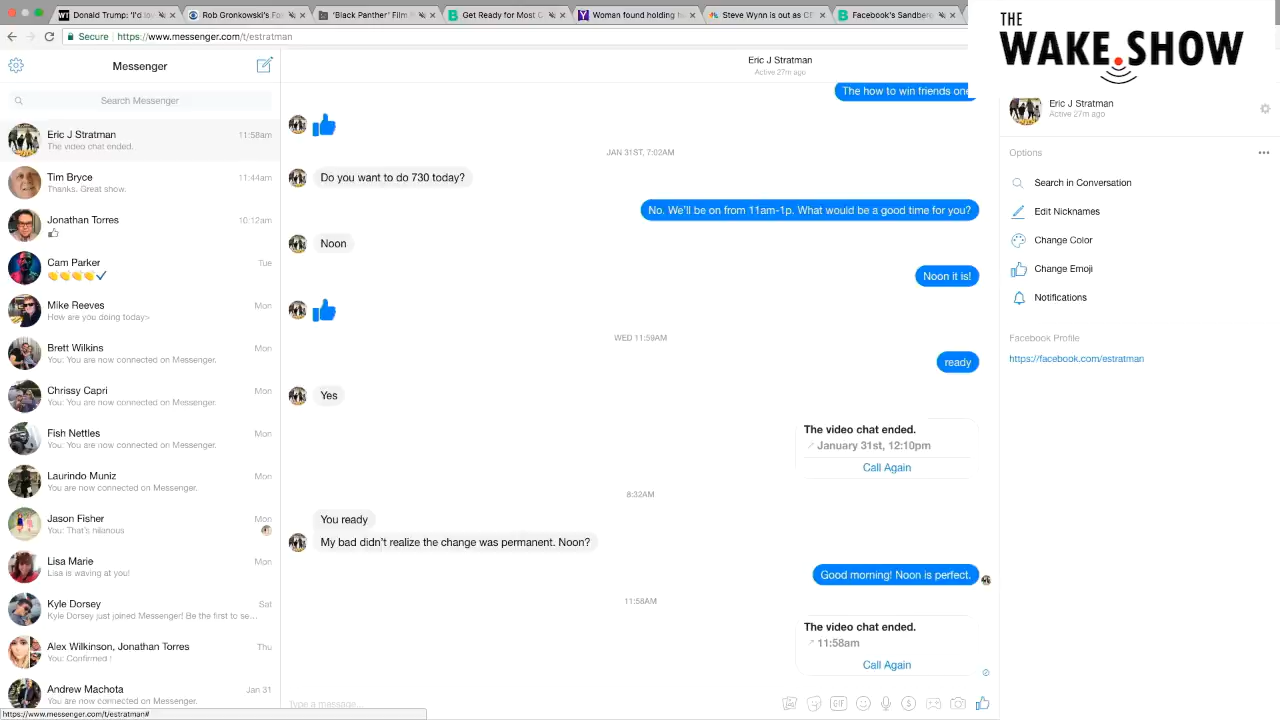 Donald Trump: 'I'd lov
Rob Gronkowski's Fo
'Black Panther' Film
Get Ready for Most C
Woman found holding
Steve Wynn is out as C
Facebook's Sandberg
Secure
https://www.messenger.com/t/estratman
THE
WAKE.SHOW
Messenger
Search Messenger
Eric J Stratman
11:58am
The video chat ended.
Tim Bryce
11:44am
Thanks. Great show.
Jonathan Torres
10:12am
Cam Parker
Tue
Mike Reeves
Mon
How are you doing today>
Brett Wilkins
Mon
You: You are now connected on Messenger.
Chrissy Capri
Mon
You: You are now connected on Messenger.
Fish Nettles
Mon
You: You are now connected on Messenger.
Laurindo Muniz
Mon
You are now connected on Messenger.
Jason Fisher
Mon
You: That's hilarious
Lisa Marie
Mon
Lisa is waving at you!
Kyle Dorsey
Sat
Kyle Dorsey just joined Messenger! Be the first to se...
Alex Wilkinson, Jonathan Torres
Thu
You: Confirmed !
Andrew Machota
Jan 31
You are now connected on Messenger.
https://www.messenger.com/t/estratman#
Eric J Stratman
Active 27m ago
The how to win friends one
JAN 31ST, 7:02AM
Do you want to do 730 today?
No. We'll be on from 11am-1p. What would be a good time for you?
Noon
Noon it is!
WED 11:59AM
ready
Yes
The video chat ended.
January 31st, 12:10pm
Call Again
8:32AM
You ready
My bad didn't realize the change was permanent. Noon?
Good morning! Noon is perfect.
11:58AM
The video chat ended.
11:58am
Call Again
Type a message...
GIF
Eric J Stratman
Active 27m ago
Options
Search in Conversation
Edit Nicknames
Change Color
Change Emoji
Notifications
Facebook Profile
https://facebook.com/estratman